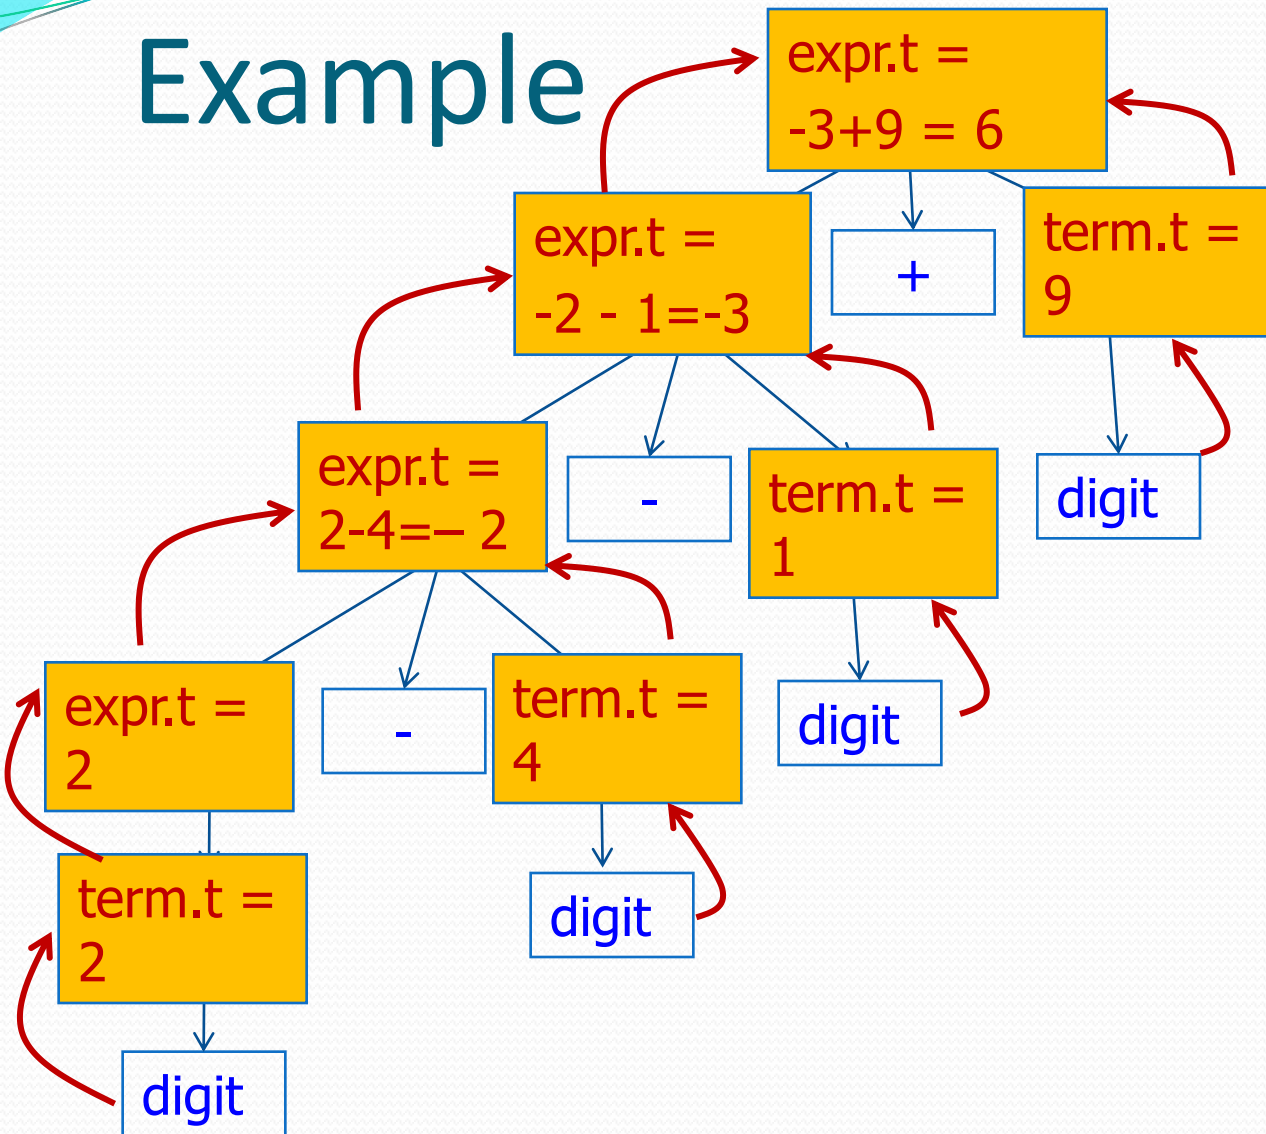 Example
expr.t =
-3+9 = 6
expr.t =
-2 - 1=-3
+
term.t =
9
expr.t =
2-4=– 2
-
term.t =
1
digit
expr.t =
2
-
term.t =
4
digit
term.t =
2
digit
digit